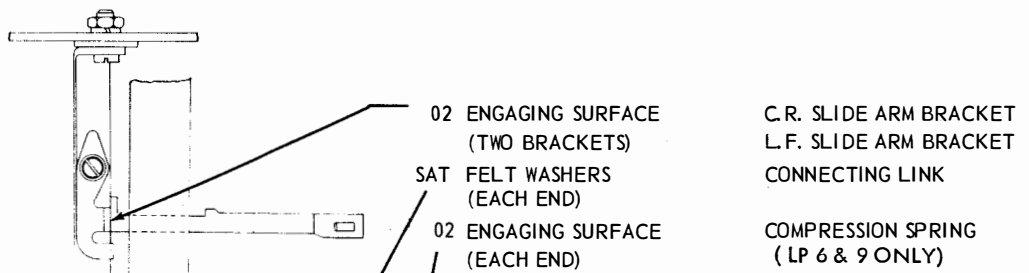 02 ENGAGING SURFACE C.R. SLIDE ARM BRACKET
(TWO BRACKETS) L.F. SLIDE ARM BRACKET
SAT FELT WASHERS CONNECTING LINK
(EACH END)
02 ENGAGING SURFACE COMPRESSION SPRING
(EACH END) (LP 6 & 9 ONLY)